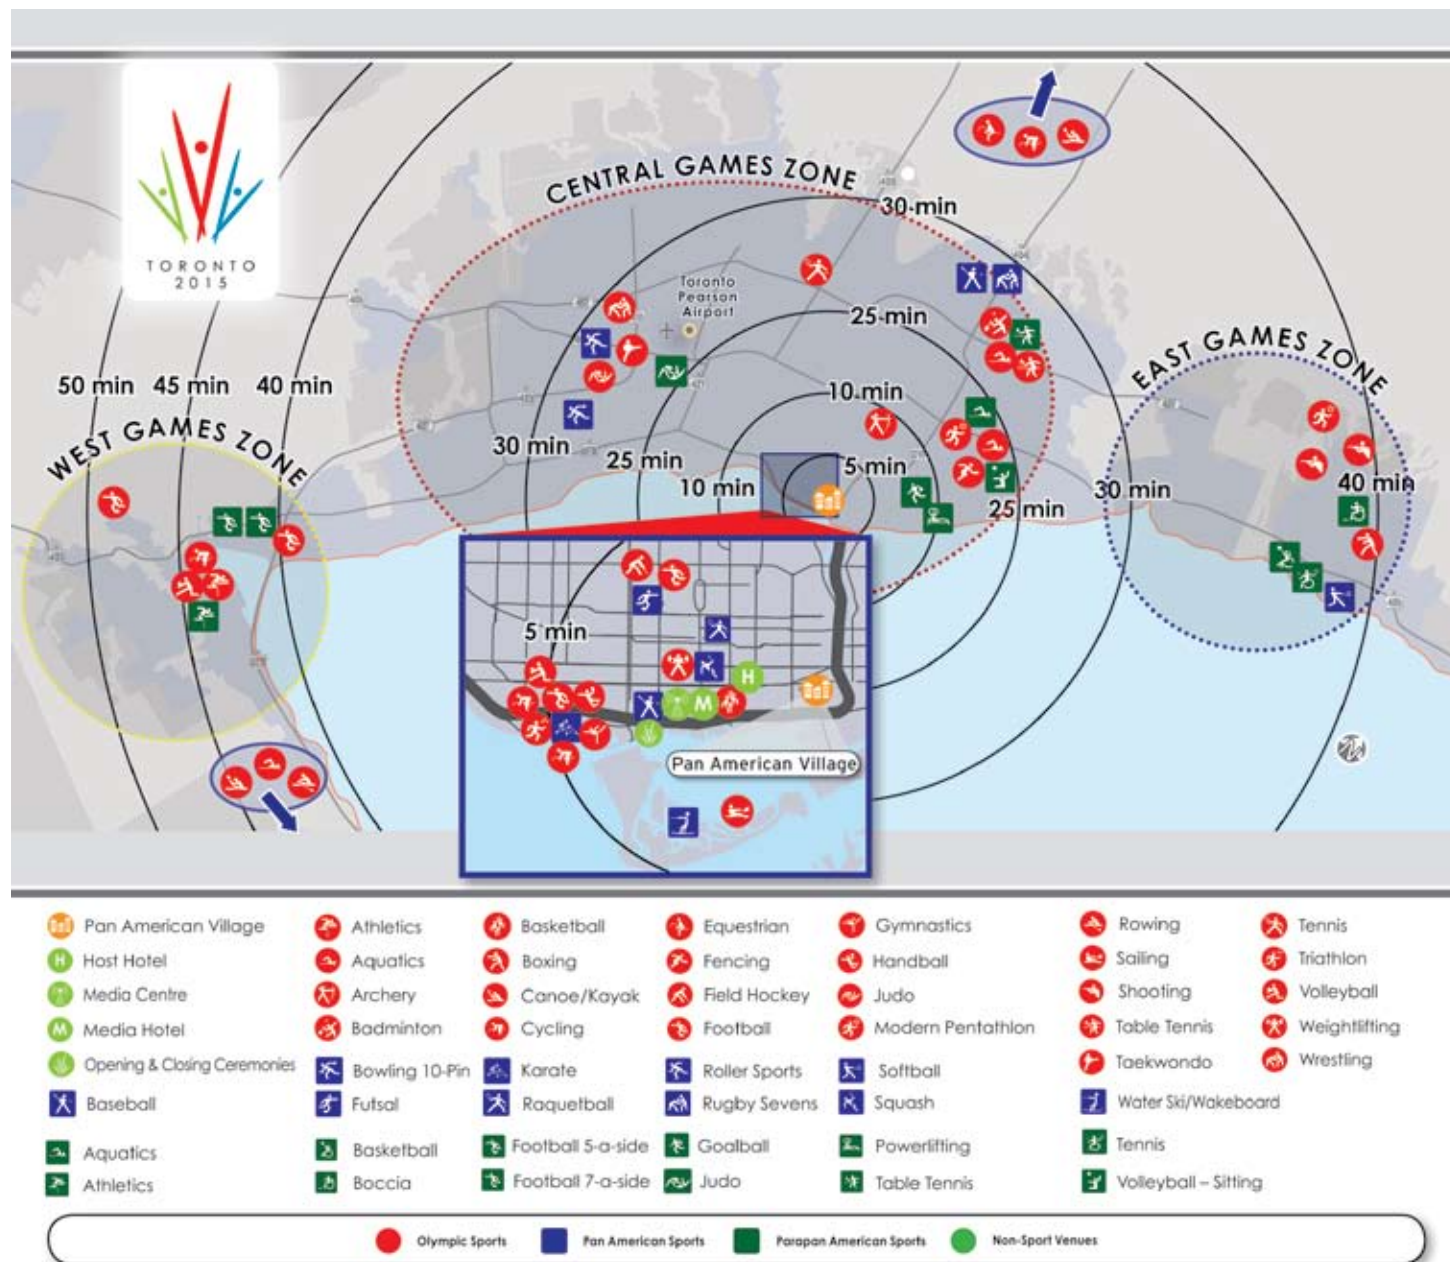 TORONTO
2015
CENTRAL GAMES ZONE
30 min
Toronto
Pearson
Airport
25 min
EAST GAMES ZONE
50 min
45 min
40 min
10 min
WEST GAMES ZONE
30 min
25 min
10 min
5 min
40 min
30 min
25 min
5 min
H
M
Pan American Village
Pan American Village
Athletics
Basketball
Equestrian
Gymnastics
Rowing
Tennis
H
Host Hotel
Aquatics
Boxing
Fencing
Handball
Sailing
Triathlon
Media Centre
Archery
Canoe/Kayak
Field Hockey
Judo
Shooting
Volleyball
M
Media Hotel
Badminton
Cycling
Football
Modern Pentathlon
Table Tennis
Weightlifting
Opening & Closing Ceremonies
Bowling 10-Pin
Karate
Roller Sports
Softball
Taekwondo
Wrestling
Baseball
Futsal
Raquetball
Rugby Sevens
Squash
Water Ski/Wakeboard
Aquatics
Basketball
Football 5-a-side
Goalball
Powerlifting
Tennis
Athletics
Boccia
Football 7-a-side
Judo
Table Tennis
Volleyball – Sitting
Olympic Sports
Pan American Sports
Parapan American Sports
Non-Sport Venues